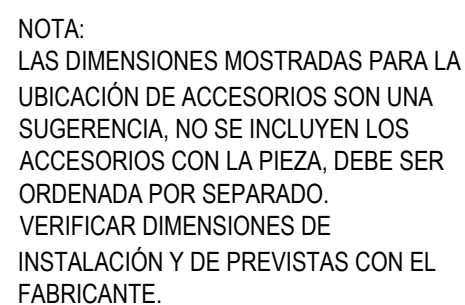 NOTA:
LAS DIMENSIONES MOSTRADAS PARA LA
UBICACIÓN DE ACCESORIOS SON UNA
SUGERENCIA, NO SE INCLUYEN LOS
ACCESORIOS CON LA PIEZA, DEBE SER
ORDENADA POR SEPARADO.
VERIFICAR DIMENSIONES DE
INSTALACIÓN Y DE PREVISTAS CON EL
FABRICANTE.